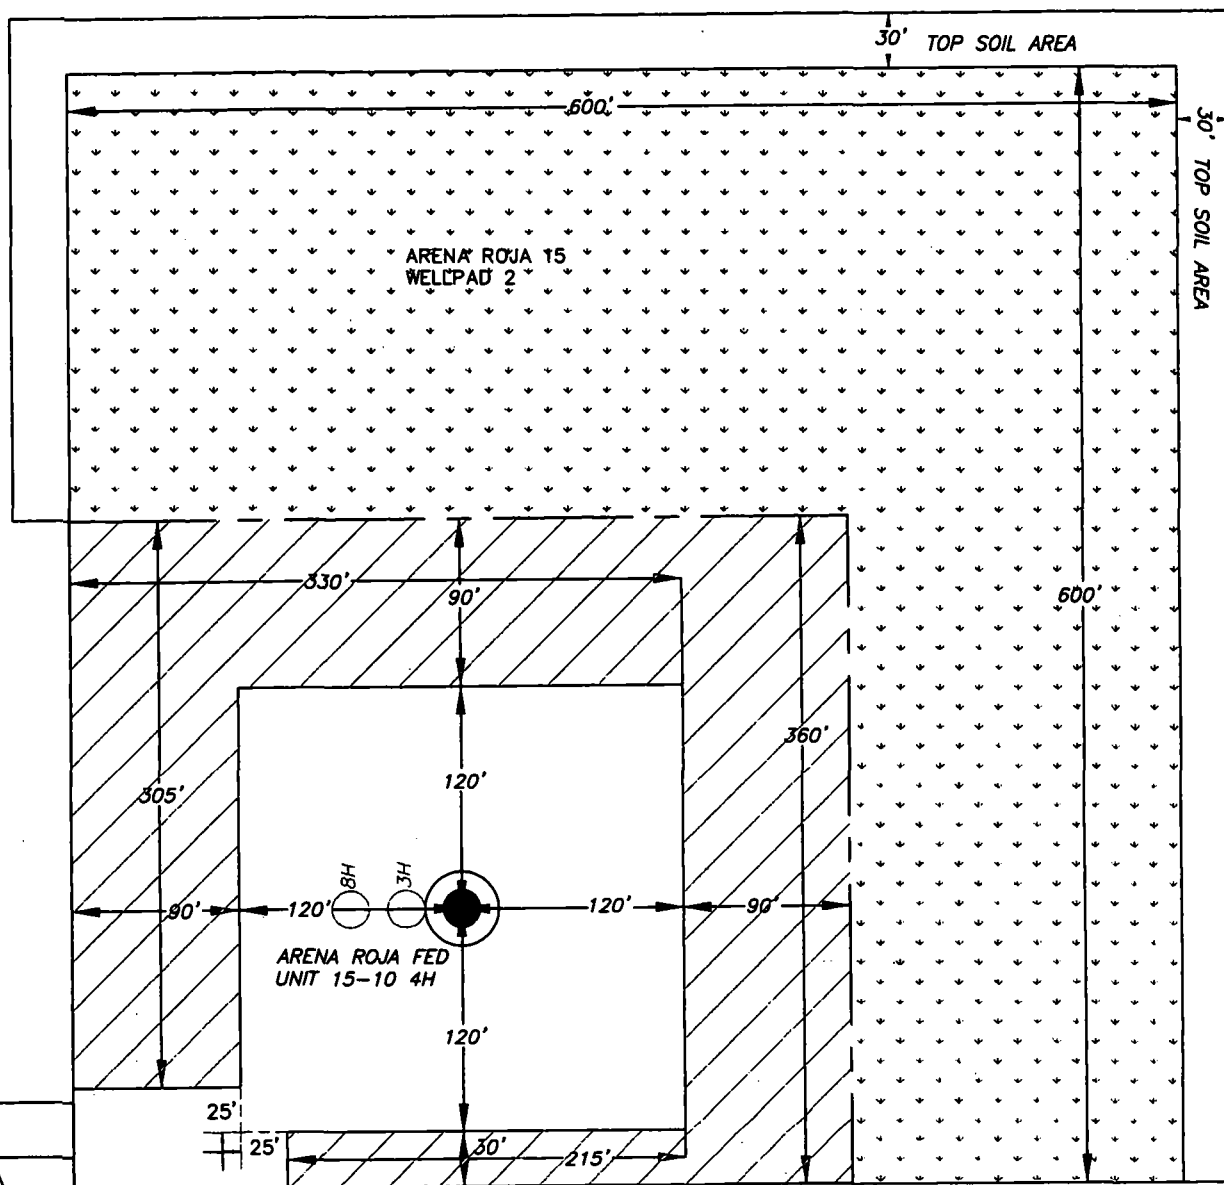 30' TOP SOIL AREA
600'
30' TOP SOIL AREA
ARENA ROJA 15
WELLPAD 2
330'
90'
600'
360'
120'
305'
8H
3H
90'
120'
120'
90'
ARENA ROJA FED
UNIT 15-10 4H
120'
25'
25'
30'
215'